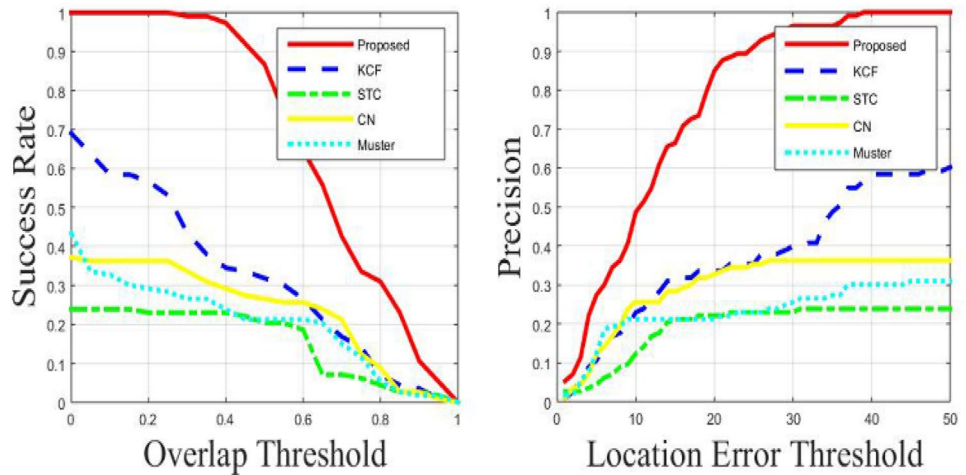 1
0.9
0.8
0.7
0.6
0.5
0.4
0.3
0.2
0.1
0
0 0.2 0.4 0.6 0.8 1
Success Rate
Overlap Threshold
Proposed
KCF
STC
CN
Muster
1
0.9
0.8
0.7
0.6
0.5
0.4
0.3
0.2
0.1
0
0 10 20 30 40 50
Precision
Location Error Threshold
Proposed
KCF
STC
CN
Muster